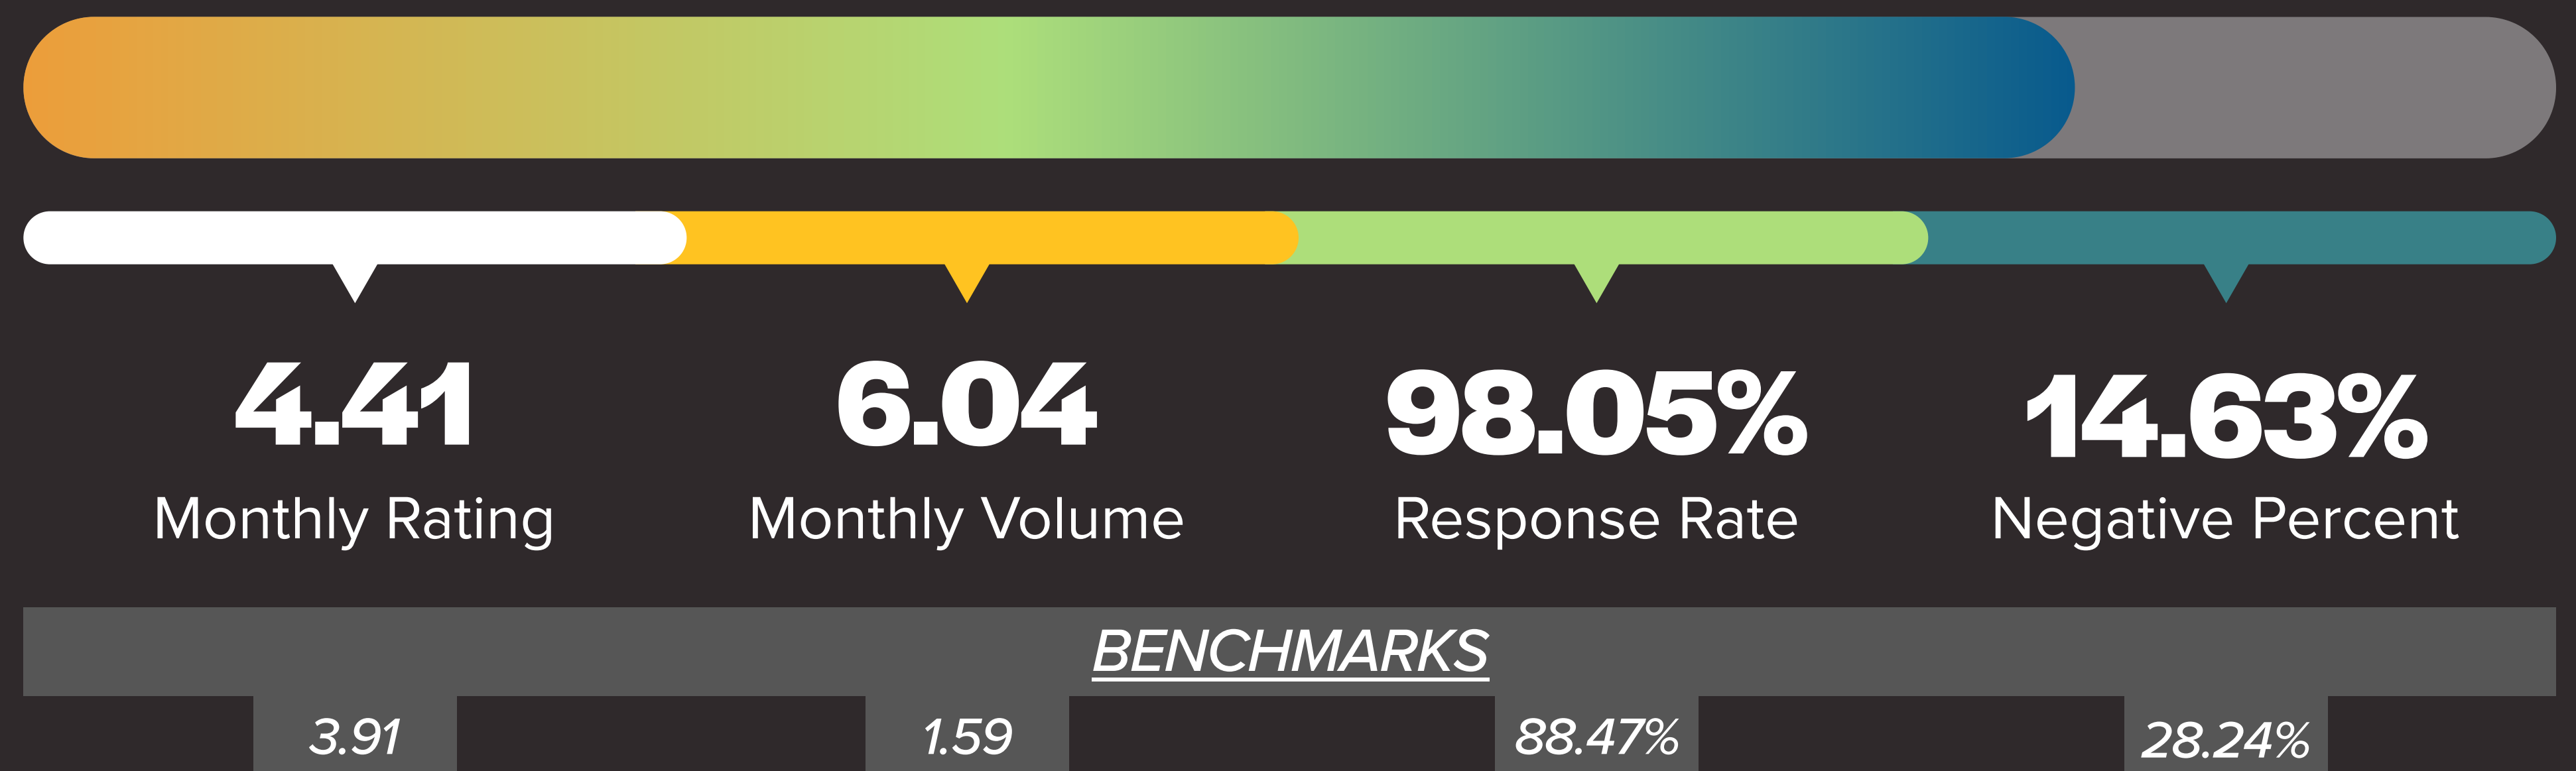 4.41 6.04 98.05% 14.63%
Monthly Rating Monthly Volume Response Rate Negative Percent
BENCHMARKS
3.91 1.59 88.47% 28.24%